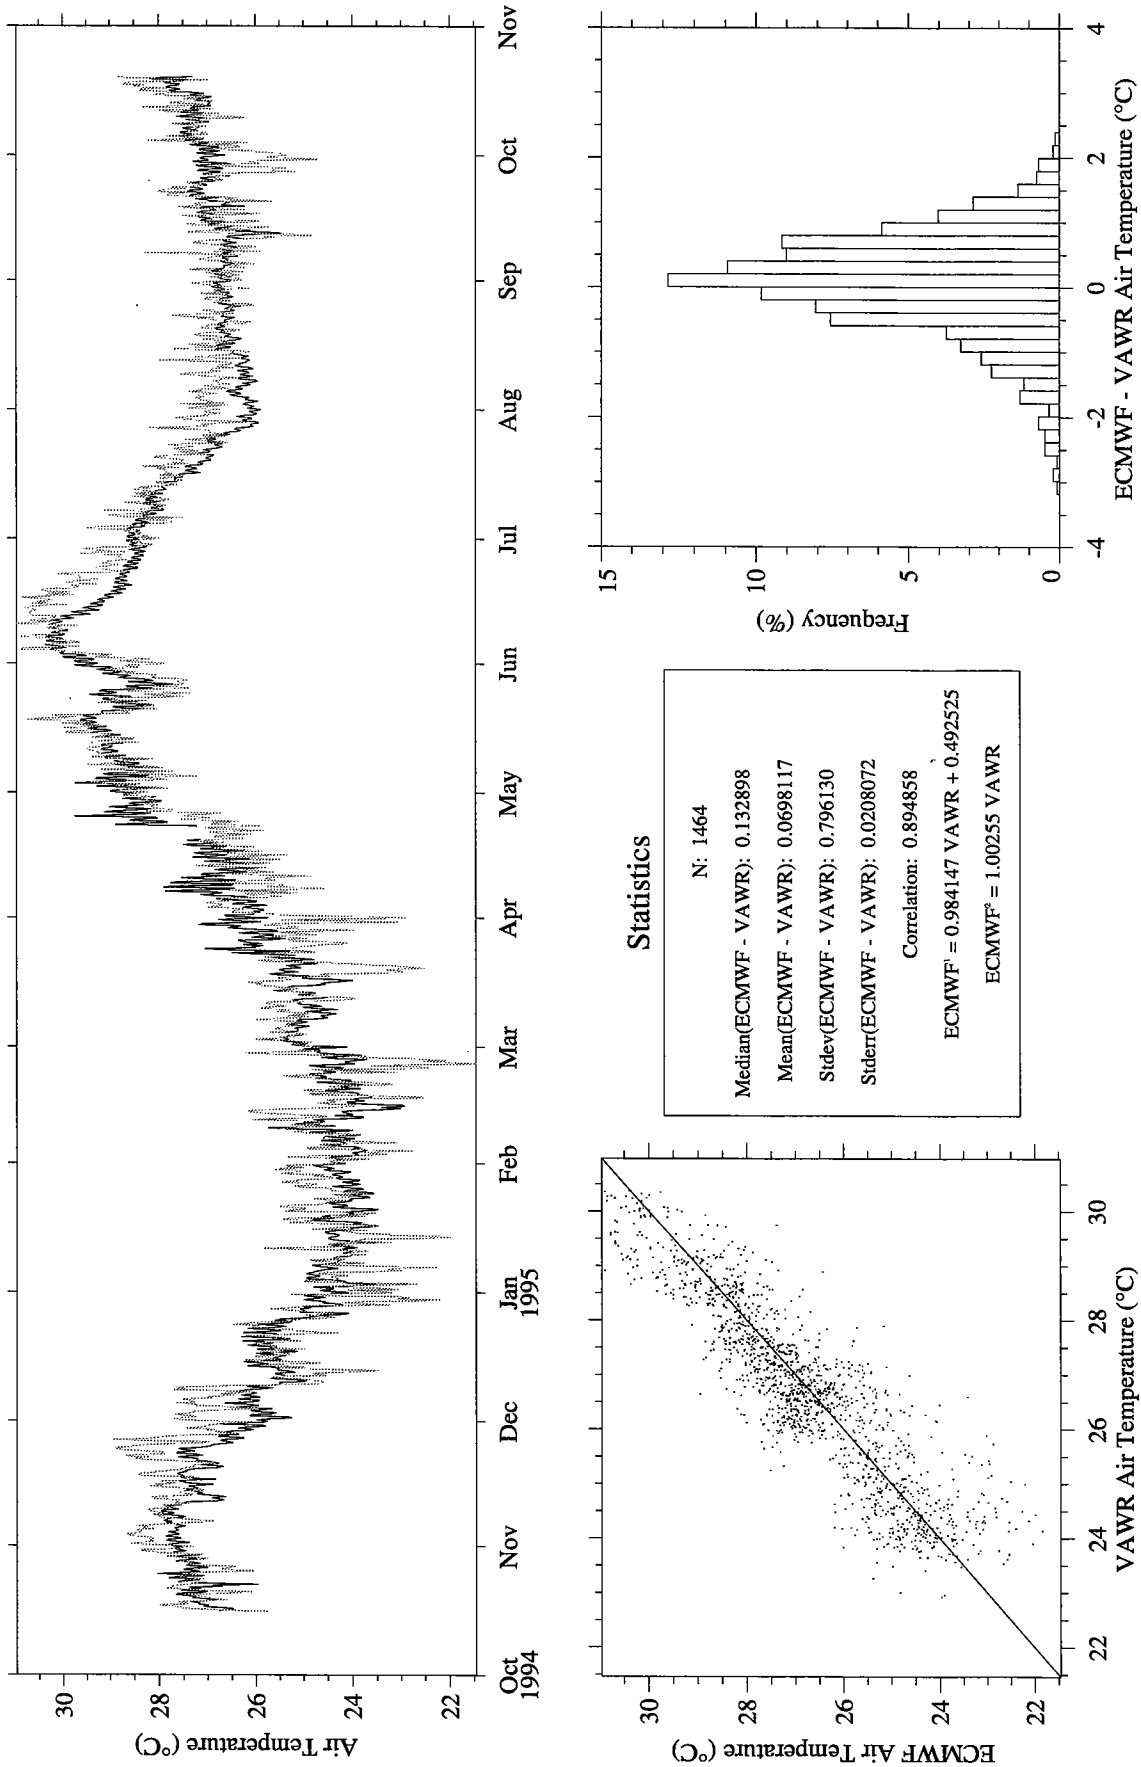 Air Temperature (°C)
30
28
26
24
22
Oct
1994
Nov
Dec
Jan
1995
Feb
Mar
Apr
May
Jun
Jul
Aug
Sep
Oct
Nov
ECMWF Air Temperature (°C)
30
28
26
24
22
22
24
26
28
30
VAWR Air Temperature (°C)
Statistics
N: 1464
Median(ECMWF - VAWR): 0.132898
Mean(ECMWF - VAWR): 0.0698117
Stdev(ECMWF - VAWR): 0.796130
Stderr(ECMWF - VAWR): 0.0208072
Correlation: 0.894858
ECMWF¹ = 0.984147 VAWR + 0.492525
ECMWF² = 1.00255 VAWR
Frequency (%)
15
10
5
0
-4
-2
0
2
4
ECMWF - VAWR Air Temperature (°C)